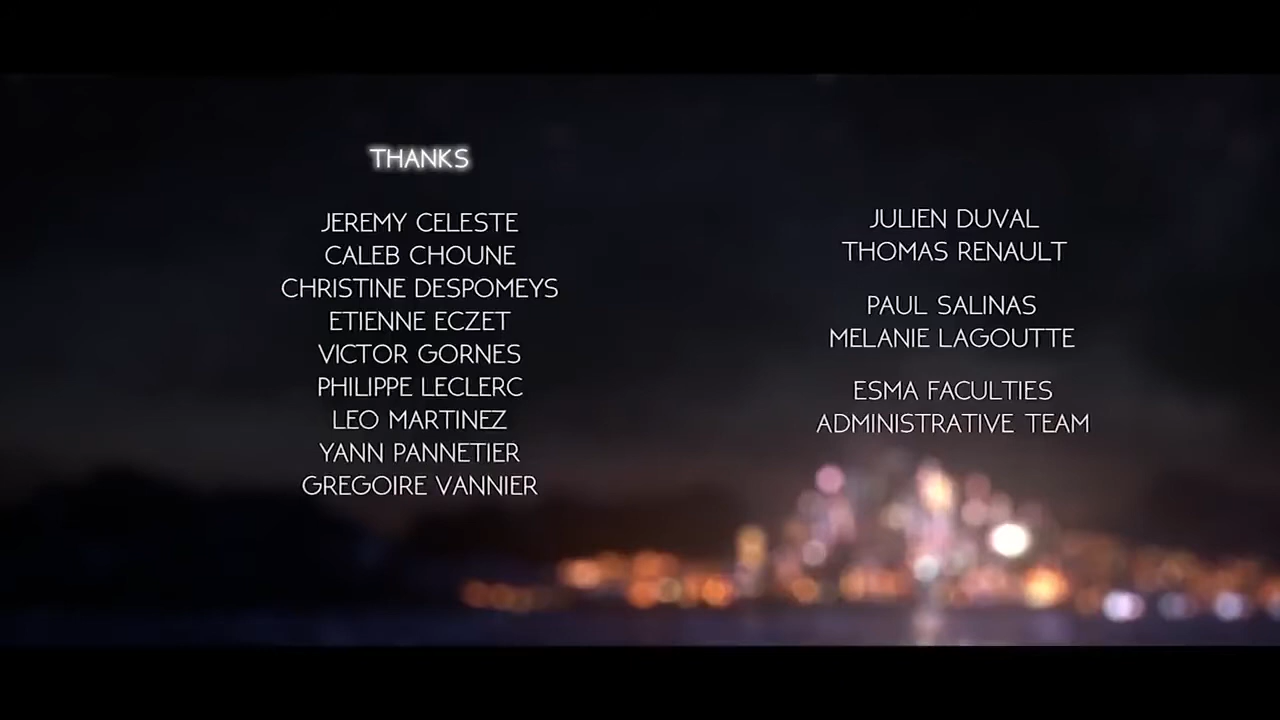 THANKS
JEREMY CELESTE
CALEB CHOUNE
CHRISTINE DESPOMEYS
ETIENNE ECZET
VICTOR GORNES
PHILIPPE LECLERC
LEO MARTINEZ
YANN PANNETIER
GREGOIRE VANNIER
JULIEN DUVAL
THOMAS RENAULT
PAUL SALINAS
MELANIE LAGOUTTE
ESMA FACULTIES
ADMINISTRATIVE TEAM